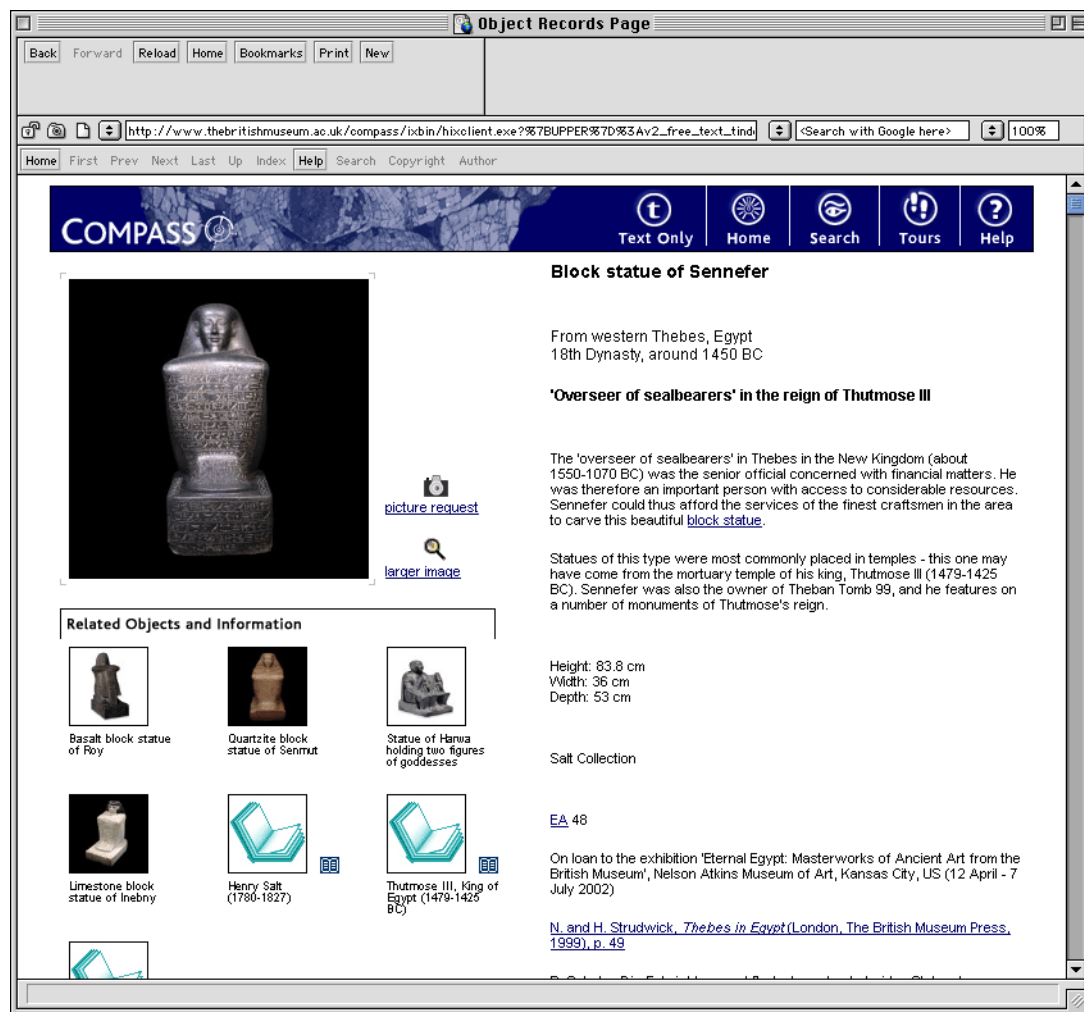 Object Records Page
Back Forward Reload Home Bookmarks Print New
http://www.thebritishmuseum.ac.uk/compass/ixbin/hixclient.exe?%7BUPPER%7D%3Av2_free_text_tind
<Search with Google here>
100%
Home First Prev Next Last Up Index Help Search Copyright Author
COMPASS
Text Only Home Search Tours Help
picture request
larger image
Related Objects and Information
Basalt block statue
of Roy
Quartzite block
statue of Senmut
Statue of Harwa
holding two figures
of goddesses
Limestone block
statue of Inebny
Henry Salt
(1780-1827)
Thutmose III, King of
Egypt (1479-1425
BC)
Block statue of Sennefer
From western Thebes, Egypt
18th Dynasty, around 1450 BC
'Overseer of sealbearers' in the reign of Thutmose III
The 'overseer of sealbearers' in Thebes in the New Kingdom (about
1550-1070 BC) was the senior official concerned with financial matters. He
was therefore an important person with access to considerable resources.
Sennefer could thus afford the services of the finest craftsmen in the area
to carve this beautiful block statue.
Statues of this type were most commonly placed in temples - this one may
have come from the mortuary temple of his king, Thutmose III (1479-1425
BC). Sennefer was also the owner of Theban Tomb 99, and he features on
a number of monuments of Thutmose's reign.
Height: 83.8 cm
Width: 36 cm
Depth: 53 cm
Salt Collection
EA 48
On loan to the exhibition 'Eternal Egypt: Masterworks of Ancient Art from the
British Museum', Nelson Atkins Museum of Art, Kansas City, US (12 April - 7
July 2002)
N. and H. Strudwick, Thebes in Egypt (London, The British Museum Press,
1999), p. 49